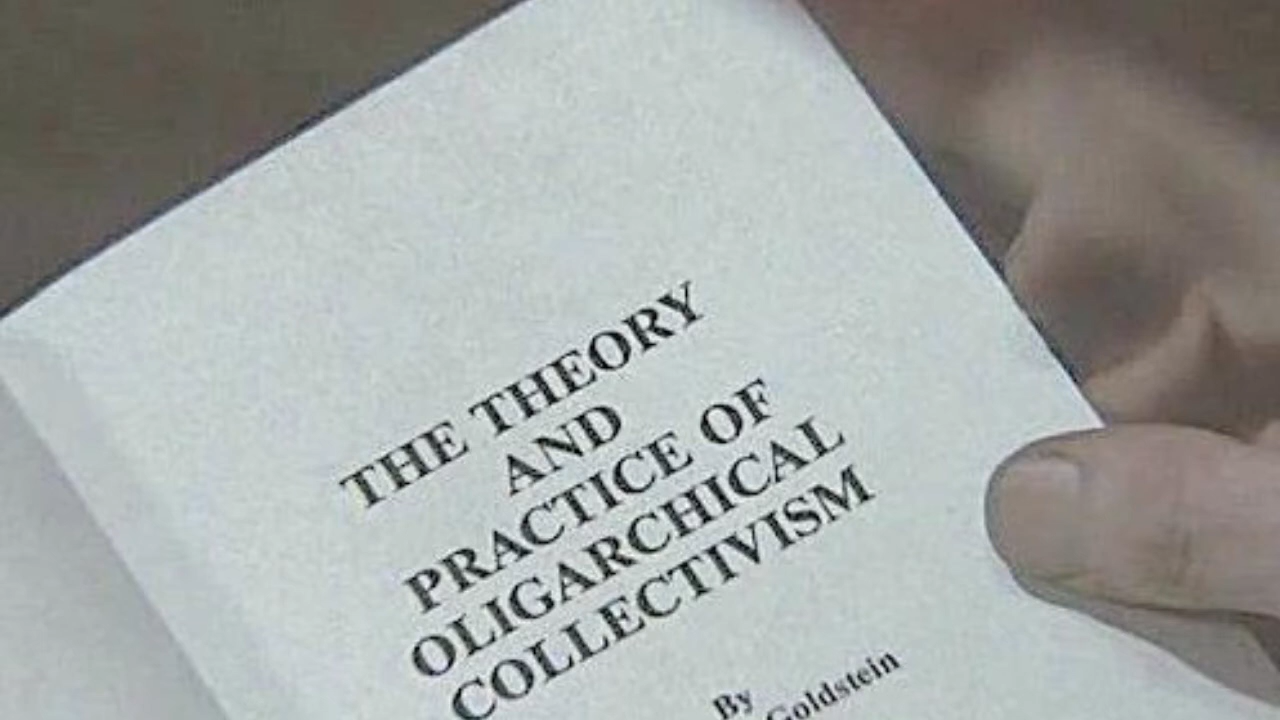 THE THEORY
AND
PRACTICE OF
OLIGARCHICAL
COLLECTIVISM
By
Goldstein